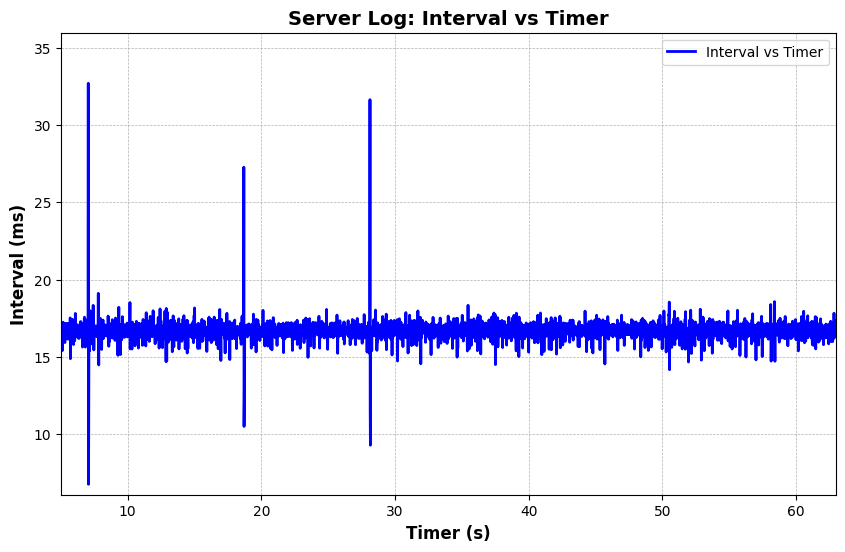 Server Log: Interval vs Timer
Interval vs Timer
35
30
25
20
15
10
Interval (ms)
10 20 30 40 50 60
Timer (s)